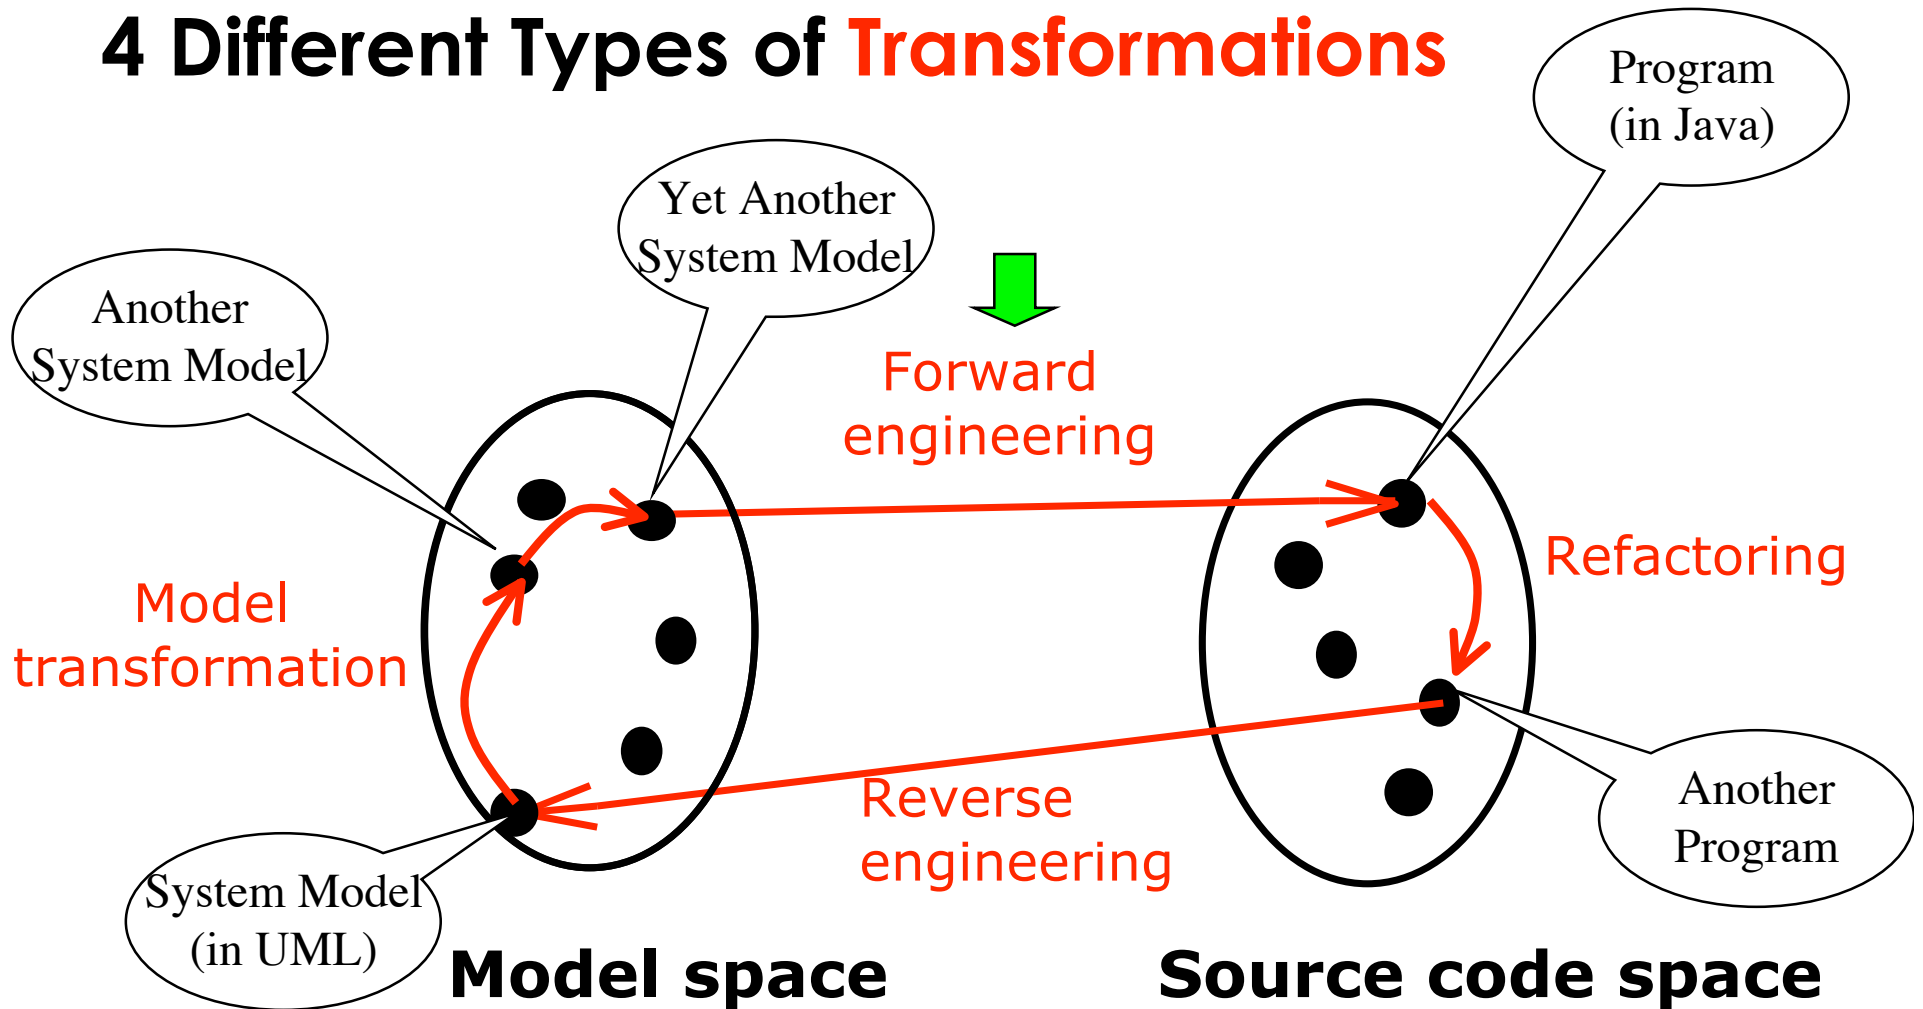 4 Different Types of Transformations
Program
(in Java)
Yet Another
System Model
Another
System Model
Forward
engineering
Refactoring
Model
transformation
Reverse
engineering
Another
Program
System Model
(in UML)
Model space
Source code space